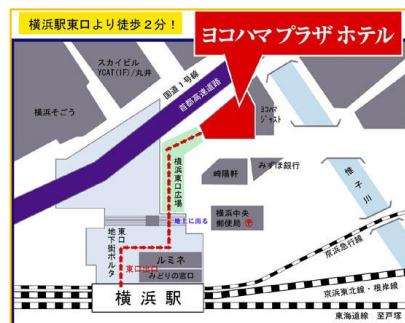 横浜駅東口より徒歩2分！
ヨコハマ プラザ ホテル
スカイビル
YCAT(1F)/丸井
国道1号線
首都高速道路
横浜そごう
ヨコハマ
ジャスト
横浜東口広場
崎陽軒
みずほ銀行
帷子川
地上に出る
横浜中央
郵便局
東口
地下街ポルタ
ルミネ
東口出口
みどりの窓口
京浜急行線
横浜駅
京浜東北線・根岸線
東海道線 至戸塚